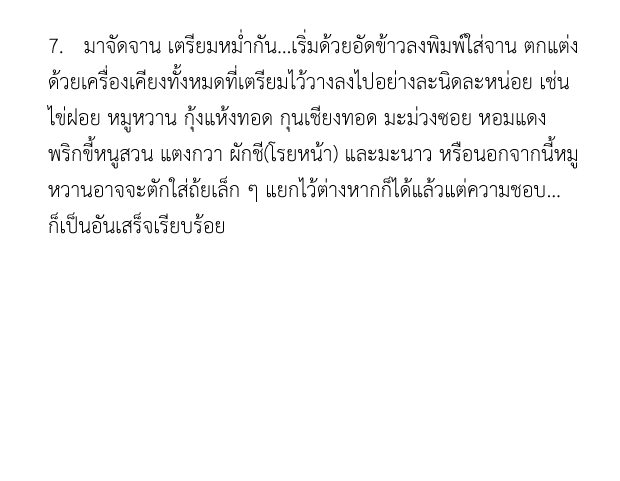 7. มาจัดจาน เตรียมหม่ำกัน...เริ่มด้วยอัดข้าวลงพิมพ์ใส่จาน ตกแต่ง
ด้วยเครื่องเคียงทั้งหมดที่เตรียมไว้วางลงไปอย่างละนิดละหน่อย เช่น
ไข่ฝอย หมูหวาน กุ้งแห้งทอด กุนเชียงทอด มะม่วงซอย หอมแดง
พริกขี้หนูสวน แตงกวา ผักชี(โรยหน้า) และมะนาว หรือนอกจากนี้หมู
หวานอาจจะตักใส่ถ้ยเล็ก ๆ แยกไว้ต่างหากก็ได้แล้วแต่ความชอบ...
ก็เป็นอันเสร็จเรียบร้อย